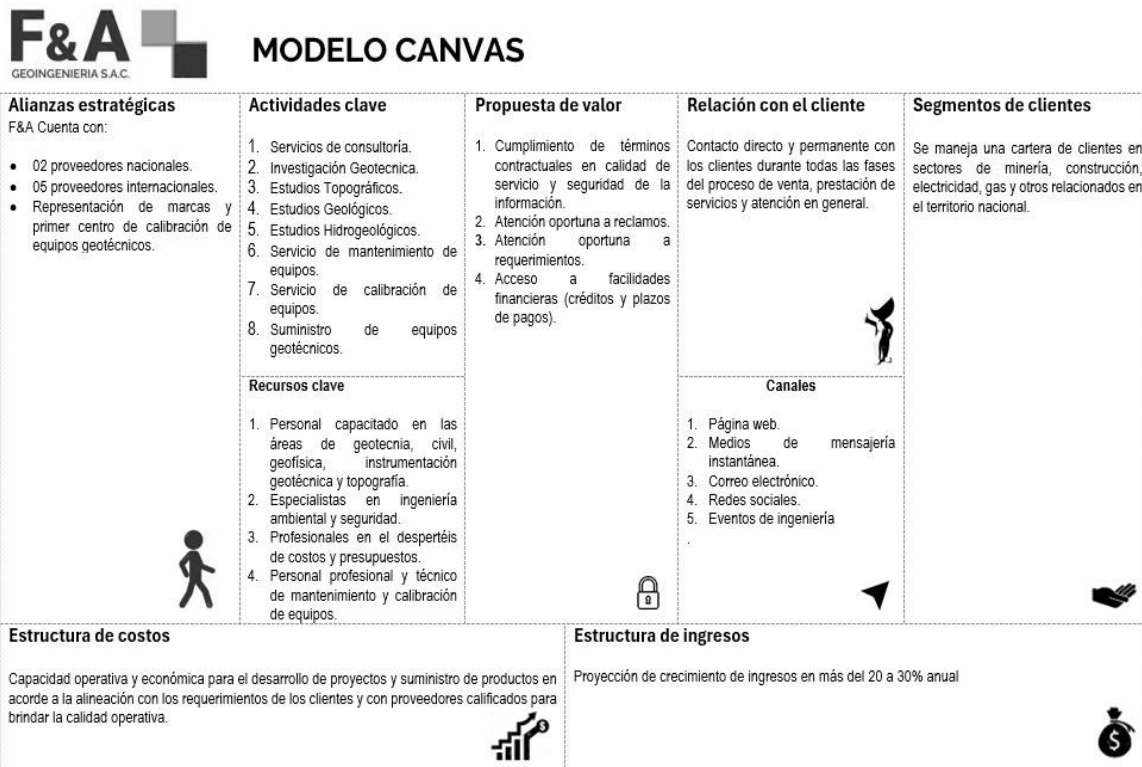 F&A
GEOINGENIERIA S.A.C.
MODELO CANVAS
Alianzas estratégicas
F&A Cuenta con:
• 02 proveedores nacionales.
• 05 proveedores internacionales.
• Representación de marcas y
primer centro de calibración de
equipos geotécnicos.
Actividades clave
1. Servicios de consultoría.
2. Investigación Geotecnica.
3. Estudios Topográficos.
4. Estudios Geológicos.
5. Estudios Hidrogeológicos.
6. Servicio de mantenimiento de
equipos.
7. Servicio de calibración de
equipos.
8. Suministro de equipos
geotécnicos.
Recursos clave
1. Personal capacitado en las
áreas de geotecnia, civil,
geofísica, instrumentación
geotécnica y topografía.
2. Especialistas en ingeniería
ambiental y seguridad.
3. Profesionales en el despertéis
de costos y presupuestos.
4. Personal profesional y técnico
de mantenimiento y calibración
de equipos.
Propuesta de valor
1. Cumplimiento de términos
contractuales en calidad de
servicio y seguridad de la
información.
2. Atención oportuna a reclamos.
3. Atención oportuna a
requerimientos.
4. Acceso a facilidades
financieras (créditos y plazos
de pagos).
Relación con el cliente
Contacto directo y permanente con
los clientes durante todas las fases
del proceso de venta, prestación de
servicios y atención en general.
Canales
1. Página web.
2. Medios de mensajería
instantánea.
3. Correo electrónico.
4. Redes sociales.
5. Eventos de ingeniería
.
Segmentos de clientes
Se maneja una cartera de clientes en
sectores de minería, construcción,
electricidad, gas y otros relacionados en
el territorio nacional.
Estructura de costos
Capacidad operativa y económica para el desarrollo de proyectos y suministro de productos en
acorde a la alineación con los requerimientos de los clientes y con proveedores calificados para
brindar la calidad operativa.
$
Estructura de ingresos
Proyección de crecimiento de ingresos en más del 20 a 30% anual
$